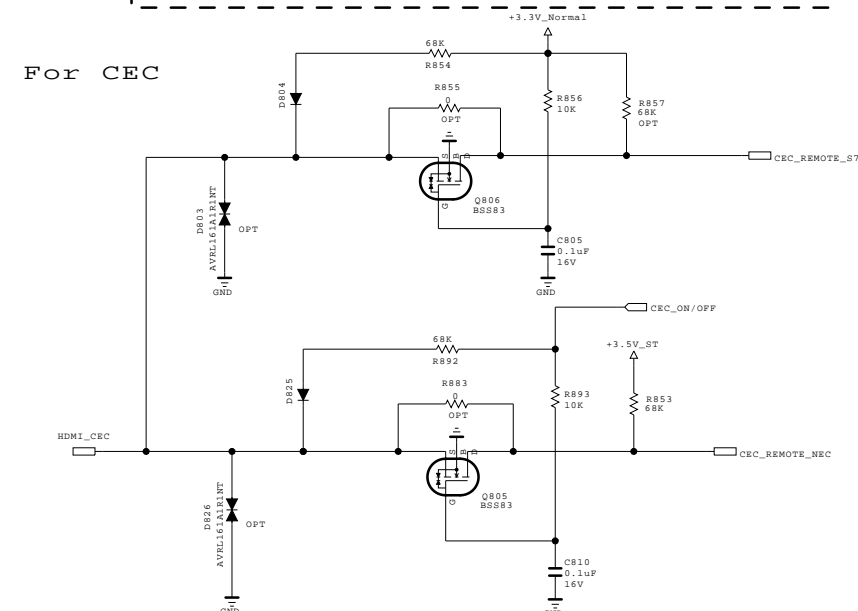 For CEC
+3.3V_Normal
68K
R854
D804
R855
0
OPT
R856
10K
R857
68K
OPT
S
B
D
G
Q806
BSS83
CEC_REMOTE_S7
D803
AVRL161A1R1NT
OPT
GND
C805
0.1uF
16V
GND
CEC_ON/OFF
68K
R892
+3.5V_ST
D825
R883
0
OPT
R893
10K
R853
68K
HDMI_CEC
S
B
D
G
Q805
BSS83
CEC_REMOTE_NEC
D826
AVRL161A1R1NT
OPT
GND
C810
0.1uF
16V